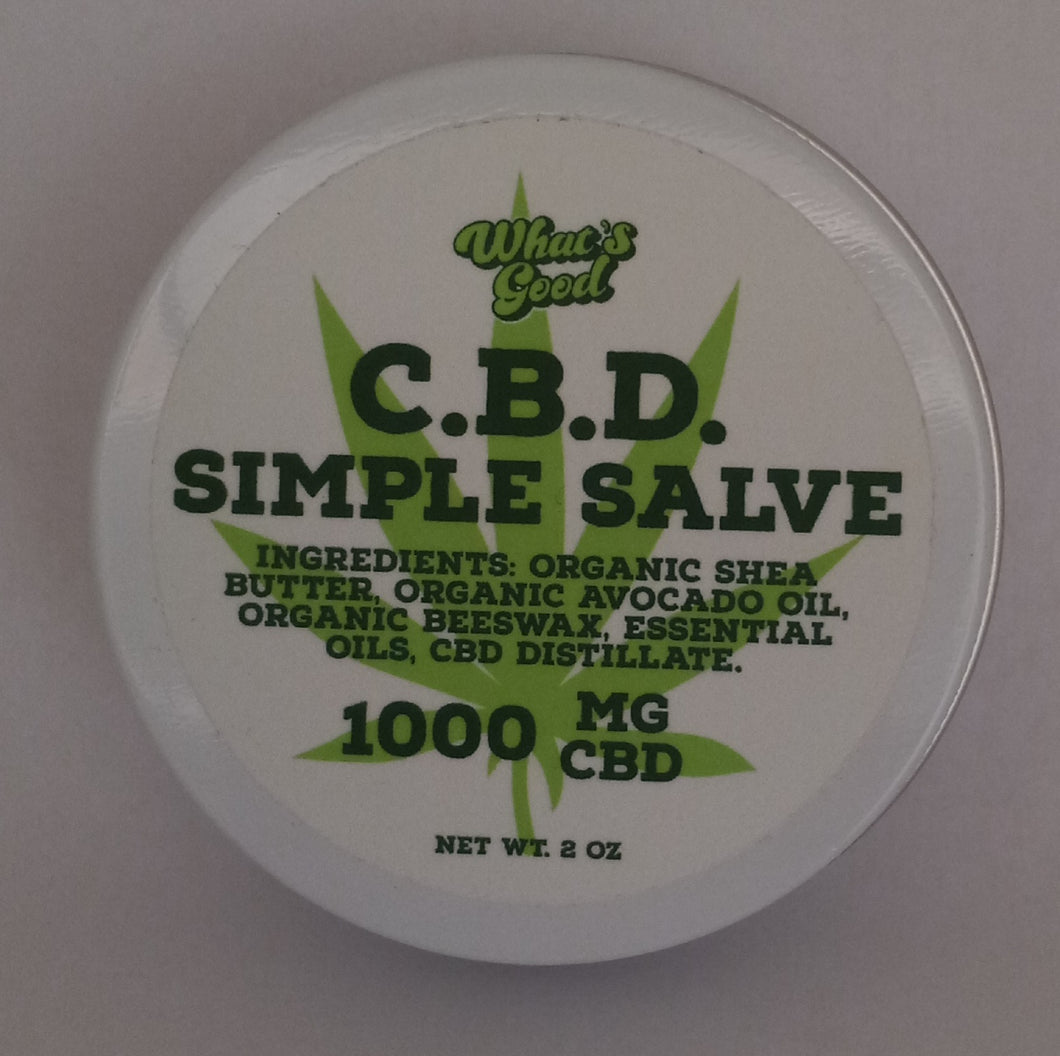 What's
Good
C.B.D.
SIMPLE SALVE
INGREDIENTS: ORGANIC SHEA
BUTTER, ORGANIC AVOCADO OIL,
ORGANIC BEESWAX, ESSENTIAL
OILS, CBD DISTILLATE.
1000 MG
CBD
NET WT. 2 OZ